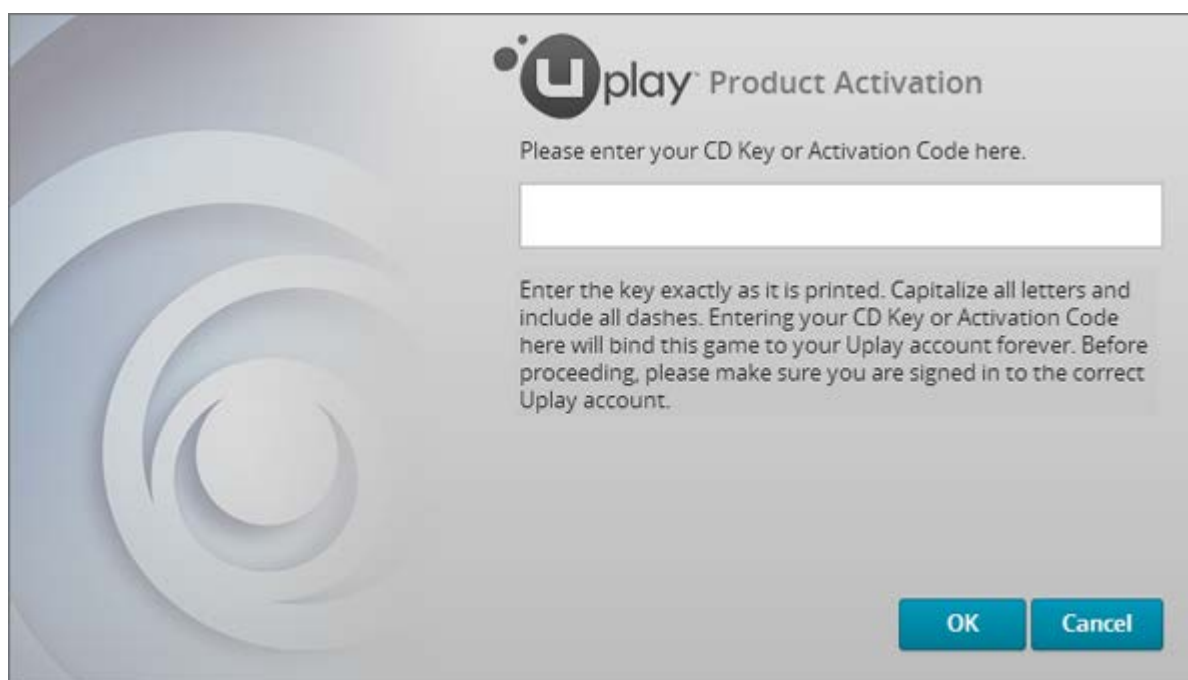 Uplay™ Product Activation
Please enter your CD Key or Activation Code here.
Enter the key exactly as it is printed. Capitalize all letters and
include all dashes. Entering your CD Key or Activation Code
here will bind this game to your Uplay account forever. Before
proceeding, please make sure you are signed in to the correct
Uplay account.
OK Cancel